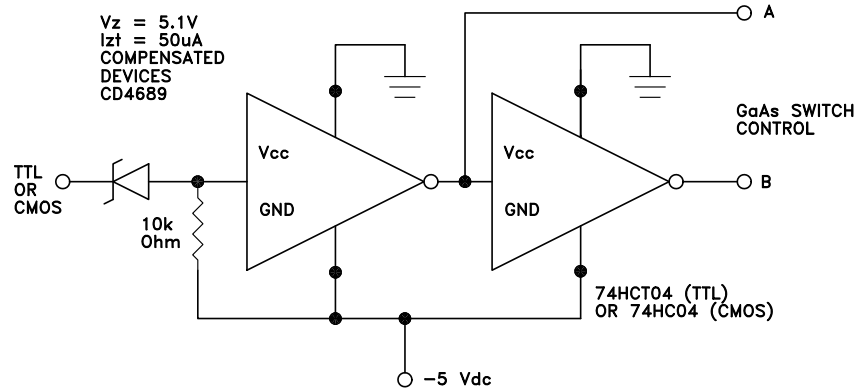 Vz = 5.1V
Izt = 50uA
COMPENSATED
DEVICES
CD4689
A
GaAs SWITCH
CONTROL
Vcc
Vcc
TTL
OR
CMOS
B
GND
GND
10k
Ohm
74HCT04 (TTL)
OR 74HC04 (CMOS)
-5 Vdc